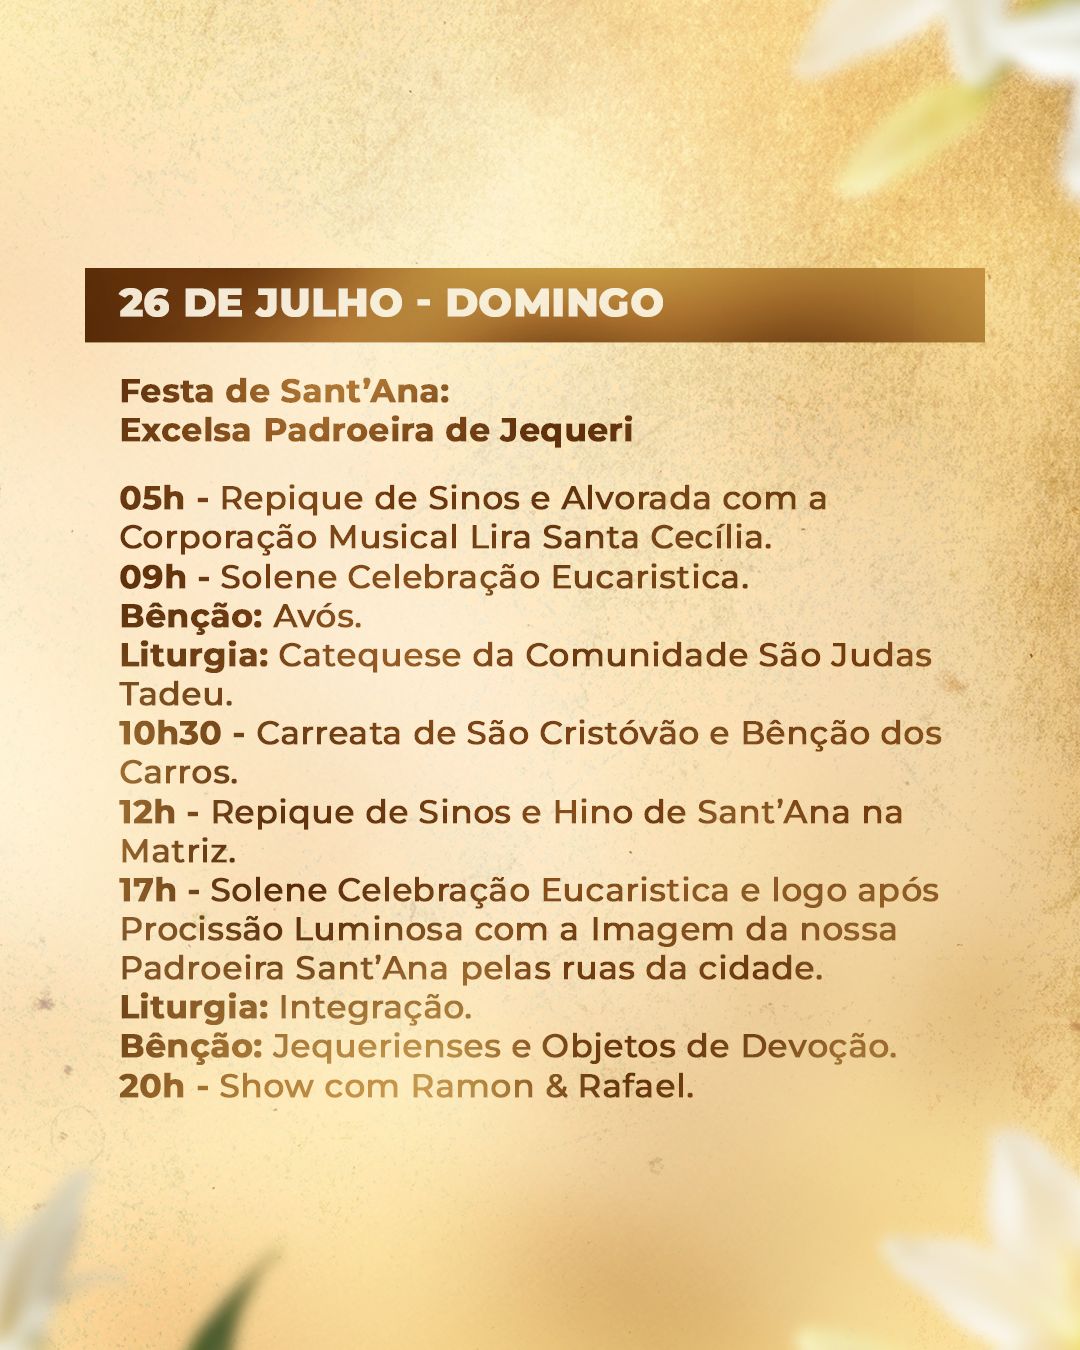 26 DE JULHO - DOMINGO
Festa de Sant’Ana:
Excelsa Padroeira de Jequeri
05h - Repique de Sinos e Alvorada com a
Corporação Musical Lira Santa Cecília.
09h - Solene Celebração Eucaristica.
Bênção: Avós.
Liturgia: Catequese da Comunidade São Judas
Tadeu.
10h30 - Carreata de São Cristóvão e Bênção dos
Carros.
12h - Repique de Sinos e Hino de Sant’Ana na
Matriz.
17h - Solene Celebração Eucaristica e logo após
Procissão Luminosa com a Imagem da nossa
Padroeira Sant’Ana pelas ruas da cidade.
Liturgia: Integração.
Bênção: Jequerienses e Objetos de Devoção.
20h - Show com Ramon & Rafael.